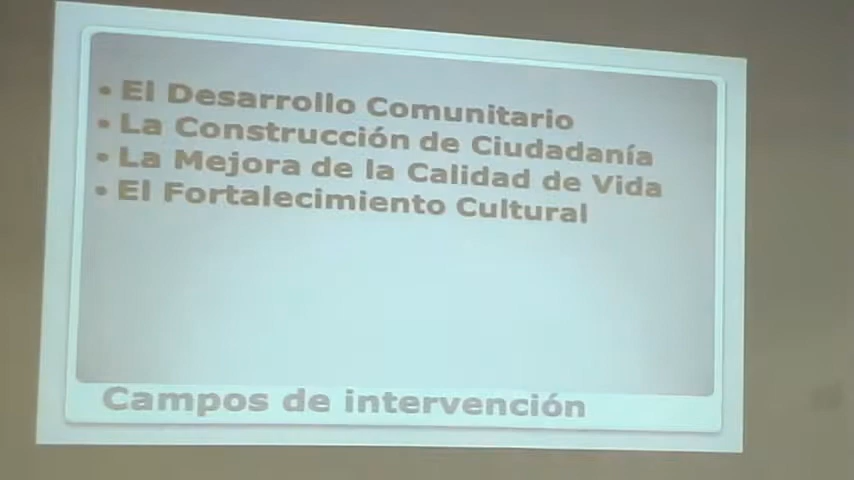 • El Desarrollo Comunitario
• La Construcción de Ciudadanía
• La Mejora de la Calidad de Vida
• El Fortalecimiento Cultural
Campos de intervención